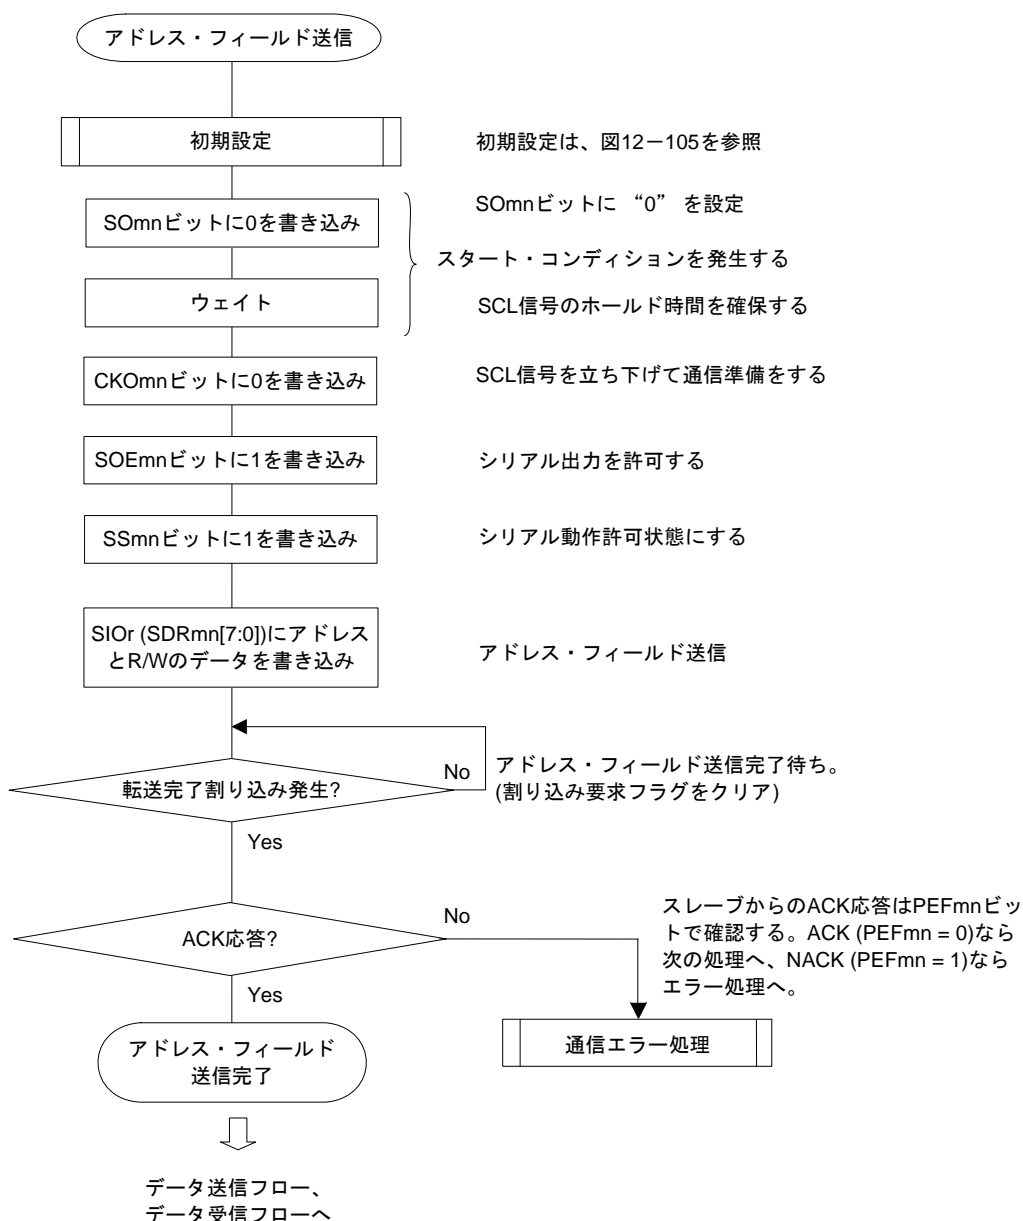 アドレス・フィールド送信
初期設定
初期設定は、図12－105を参照
SOmnビットに0を書き込み
SOmnビットに “0” を設定
スタート・コンディションを発生する
ウェイト
SCL信号のホールド時間を確保する
CKOmnビットに0を書き込み
SCL信号を立ち下げて通信準備をする
SOEmnビットに1を書き込み
シリアル出力を許可する
SSmnビットに1を書き込み
シリアル動作許可状態にする
SIOr (SDRmn[7:0])にアドレス
とR/Wのデータを書き込み
アドレス・フィールド送信
転送完了割り込み発生?
No
アドレス・フィールド送信完了待ち。
(割り込み要求フラグをクリア)
Yes
ACK応答?
No
スレーブからのACK応答はPEFmnビッ
トで確認する。ACK (PEFmn = 0)なら
次の処理へ、NACK (PEFmn = 1)なら
エラー処理へ。
Yes
アドレス・フィールド
送信完了
通信エラー処理
データ送信フロー、
データ受信フローへ